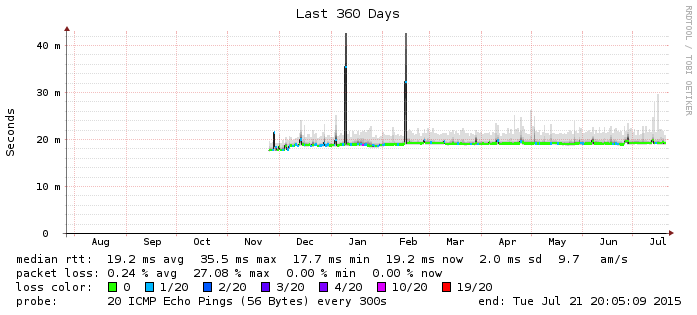 Last 360 Days
RRDTOOL / TOBI OETIKER
Seconds
40 m
30 m
20 m
10 m
0
Aug Sep Oct Nov Dec Jan Feb Mar Apr May Jun Jul
median rtt: 19.2 ms avg 35.5 ms max 17.7 ms min 19.2 ms now 2.0 ms sd 9.7 am/s
packet loss: 0.24 % avg 27.08 % max 0.00 % min 0.00 % now
loss color: 0 1/20 2/20 3/20 4/20 10/20 19/20
probe: 20 ICMP Echo Pings (56 Bytes) every 300s end: Tue Jul 21 20:05:09 2015